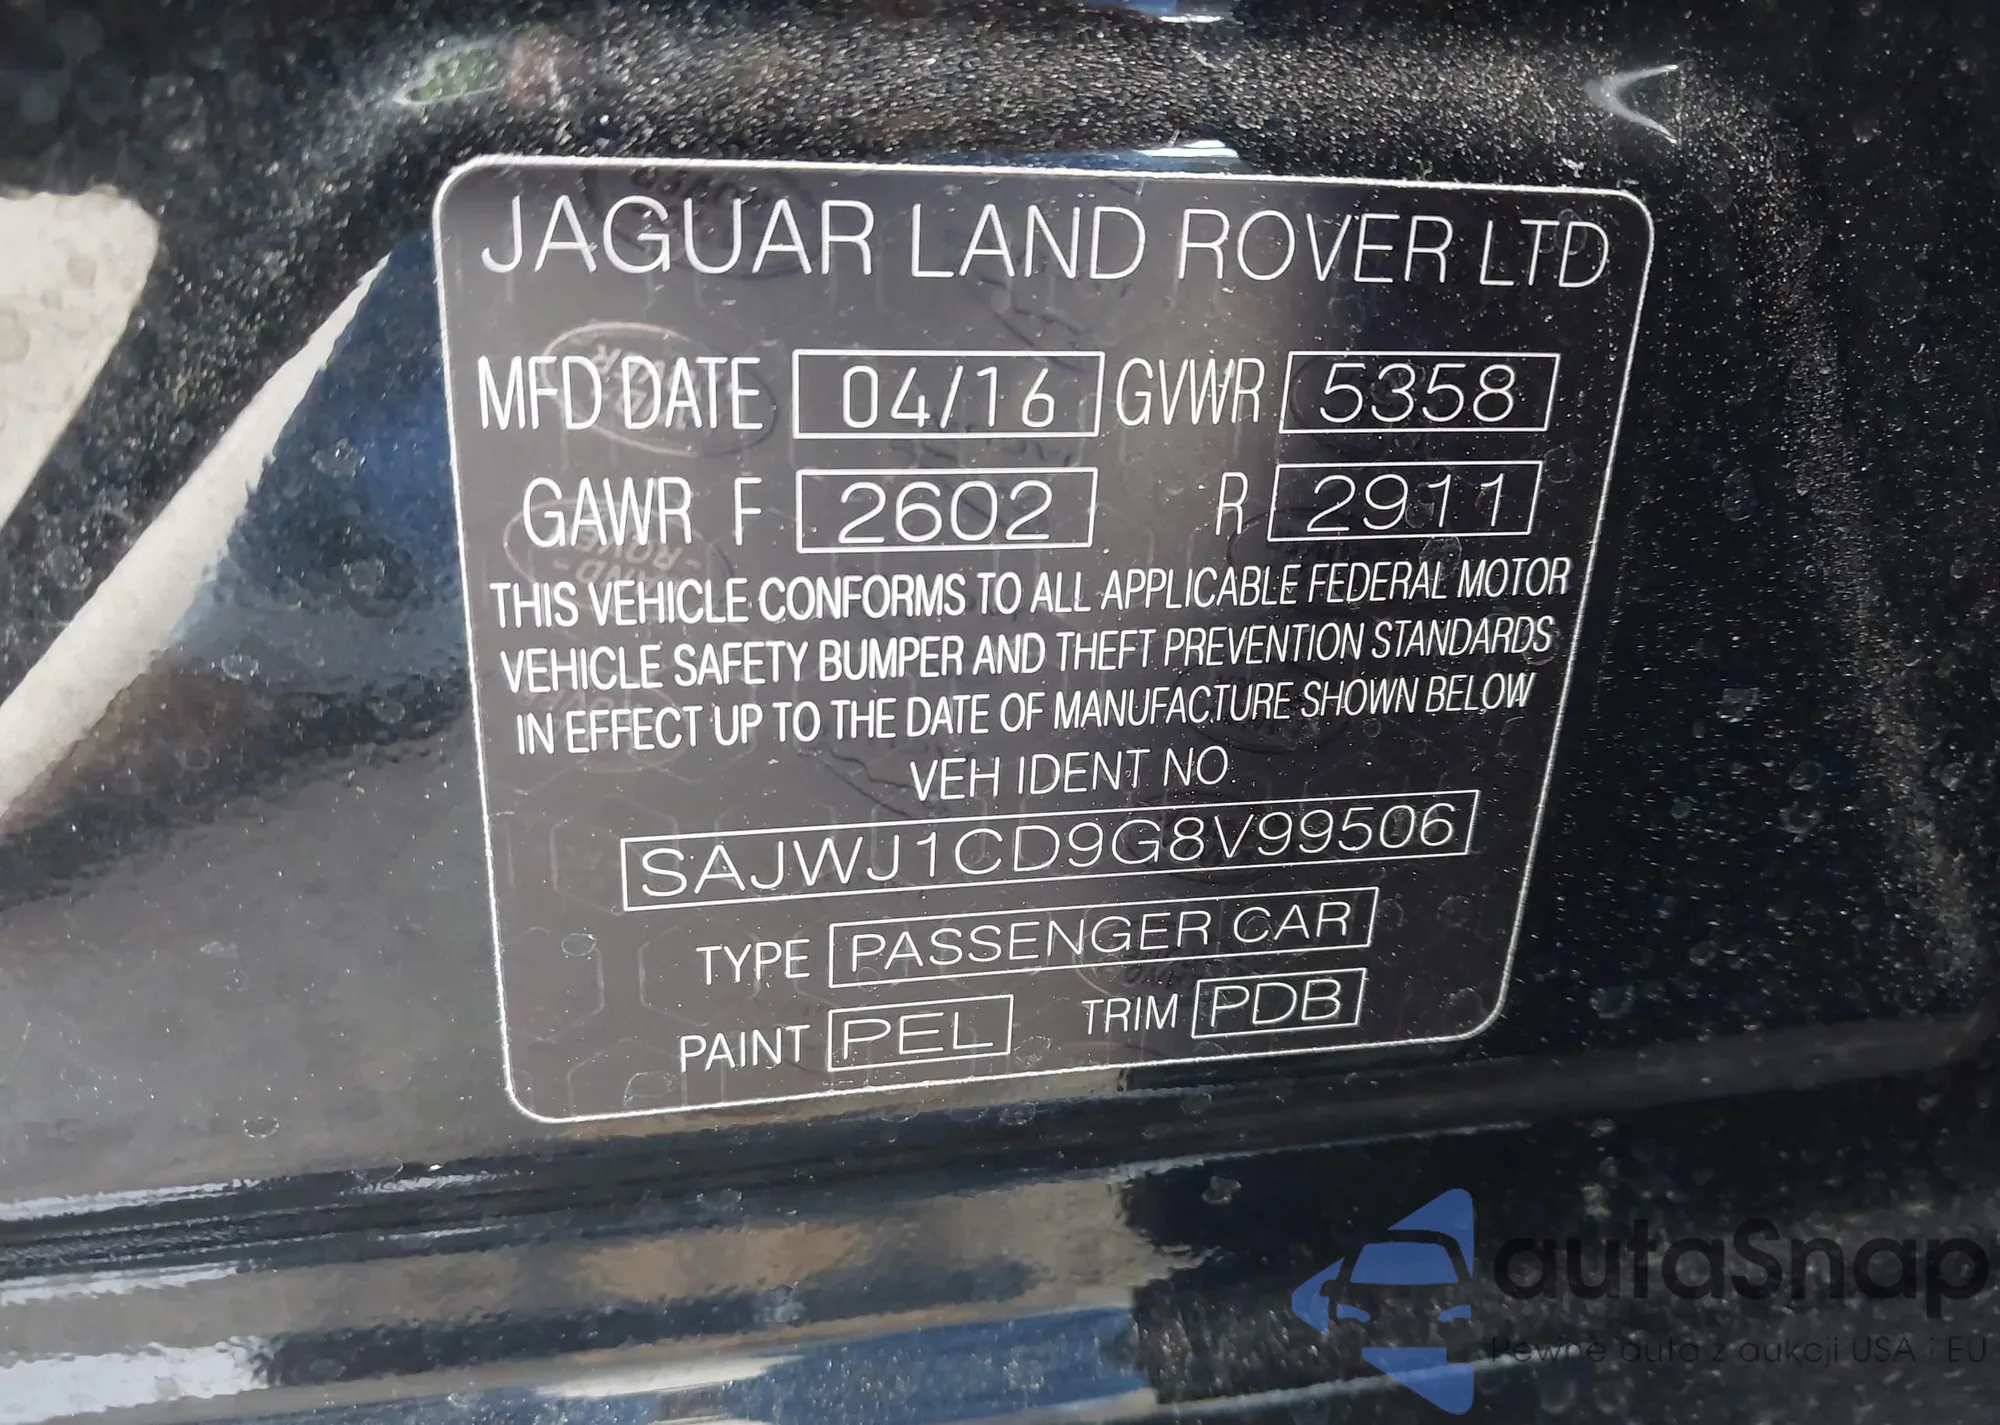 JAGUAR LAND ROVER LTD
MFD DATE 04/16 GVWR 5358
GAWR F 2602 R 2911
THIS VEHICLE CONFORMS TO ALL APPLICABLE FEDERAL MOTOR
VEHICLE SAFETY BUMPER AND THEFT PREVENTION STANDARDS
IN EFFECT UP TO THE DATE OF MANUFACTURE SHOWN BELOW
VEH IDENT NO.
SAJWJ1CD9G8V99506
TYPE PASSENGER CAR
PAINT PEL TRIM PDB
autaSnap
Pewne auta z aukcji USA i EU